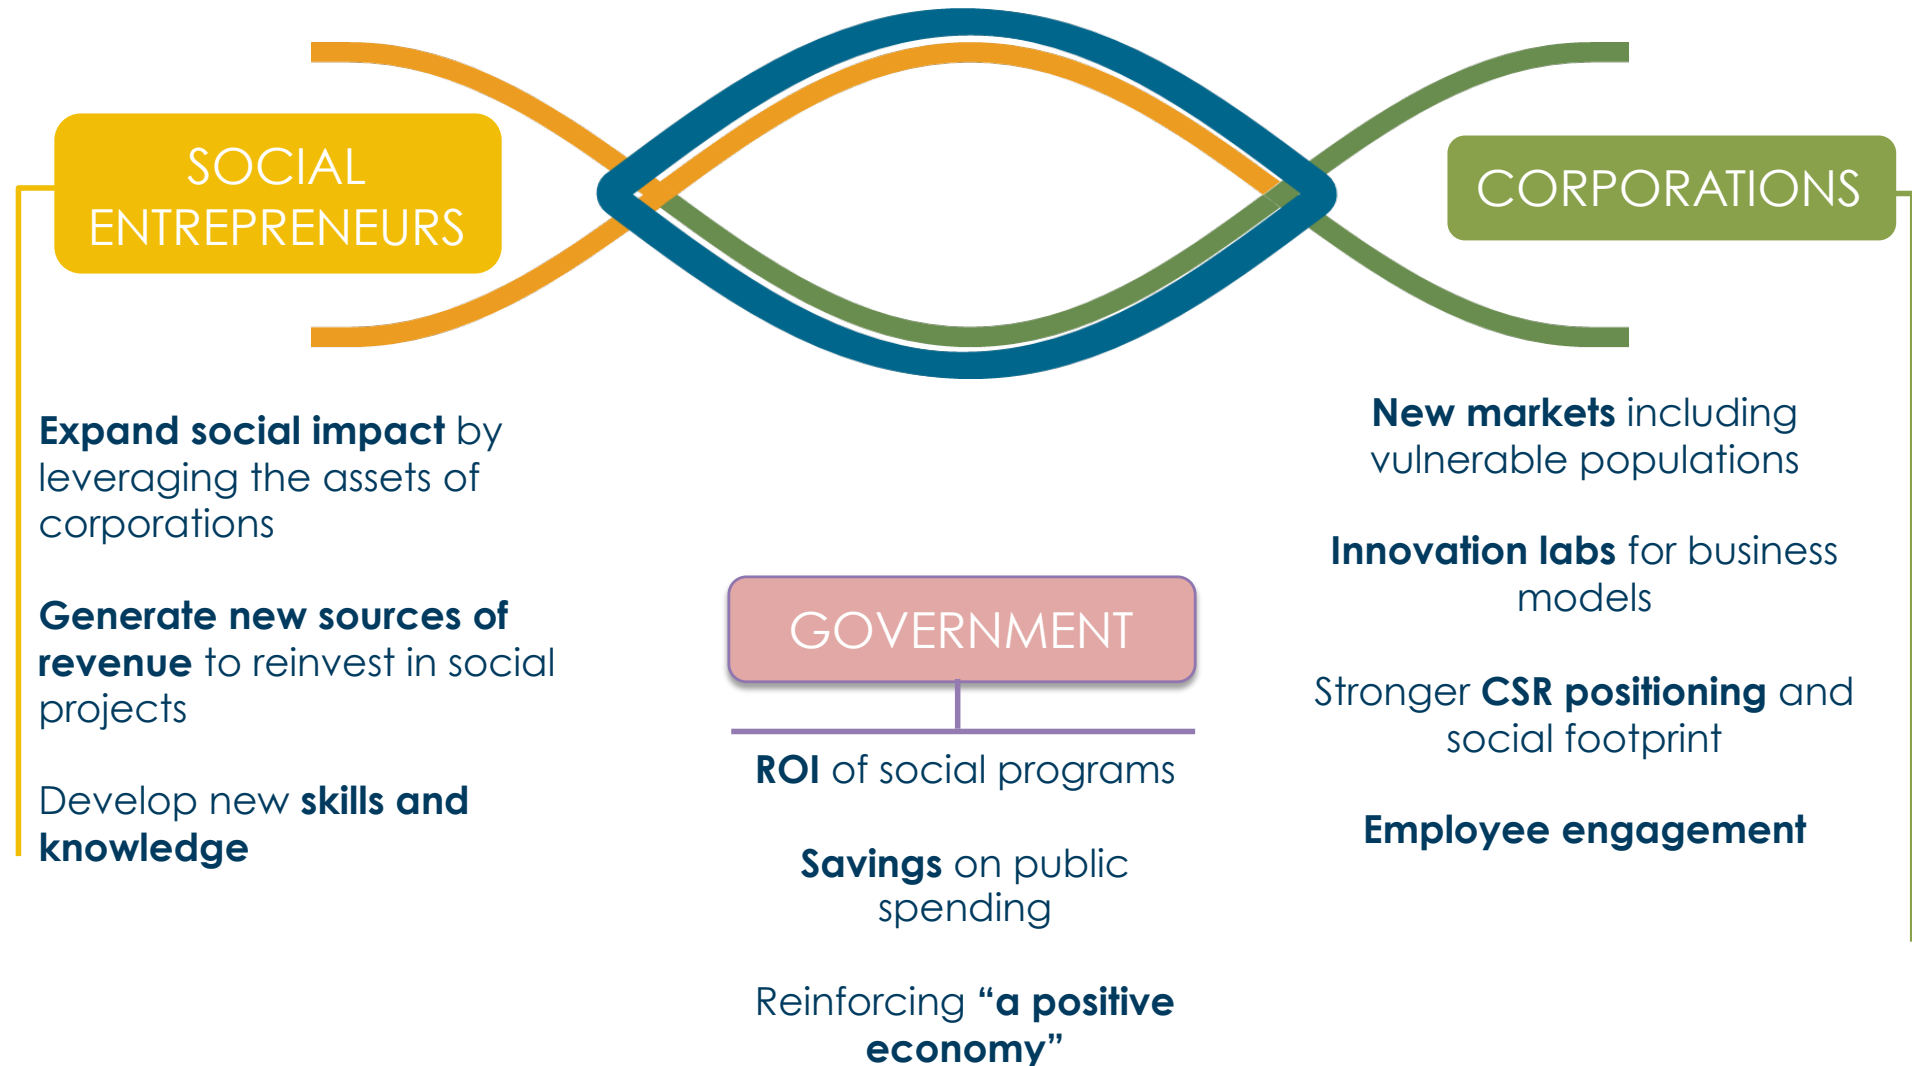 SOCIAL
ENTREPRENEURS
Expand social impact by
leveraging the assets of
corporations
Generate new sources of
revenue to reinvest in social
projects
Develop new skills and
knowledge
GOVERNMENT
ROI of social programs
Savings on public
spending
Reinforcing “a positive
economy”
CORPORATIONS
New markets including
vulnerable populations
Innovation labs for business
models
Stronger CSR positioning and
social footprint
Employee engagement